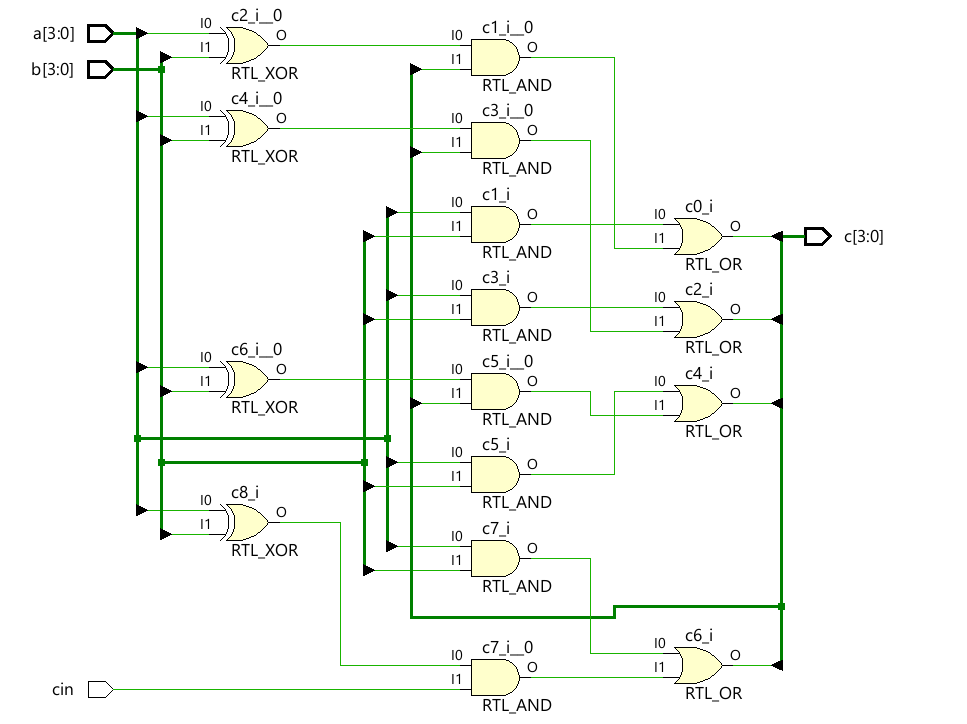 a[3:0]
b[3:0]
cin
I0
I1
O
c2_i__0
RTL_XOR
I0
I1
O
c4_i__0
RTL_XOR
I0
I1
O
c6_i__0
RTL_XOR
I0
I1
O
c8_i
RTL_XOR
I0
I1
O
c1_i__0
RTL_AND
I0
I1
O
c3_i__0
RTL_AND
I0
I1
O
c1_i
RTL_AND
I0
I1
O
c3_i
RTL_AND
I0
I1
O
c5_i__0
RTL_AND
I0
I1
O
c5_i
RTL_AND
I0
I1
O
c7_i
RTL_AND
I0
I1
O
c7_i__0
RTL_AND
I0
I1
O
c0_i
RTL_OR
I0
I1
O
c2_i
RTL_OR
I0
I1
O
c4_i
RTL_OR
I0
I1
O
c6_i
RTL_OR
c[3:0]